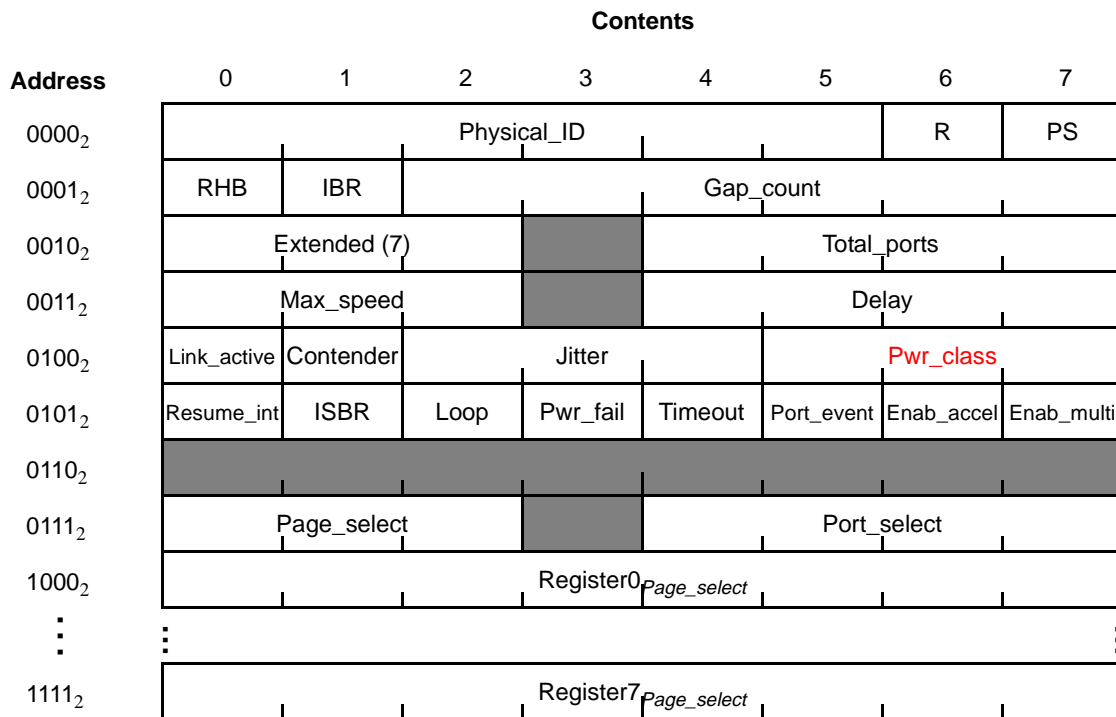 Contents
Address 0 1 2 3 4 5 6 7
0000₂ Physical_ID R PS
0001₂ RHB IBR Gap_count
0010₂ Extended (7) Total_ports
0011₂ Max_speed Delay
0100₂ Link_active Contender Jitter Pwr_class
0101₂ Resume_int ISBR Loop Pwr_fail Timeout Port_event Enab_accel Enab_multi
0110₂
0111₂ Page_select Port_select
1000₂ Register0Page_select
1111₂ Register7Page_select